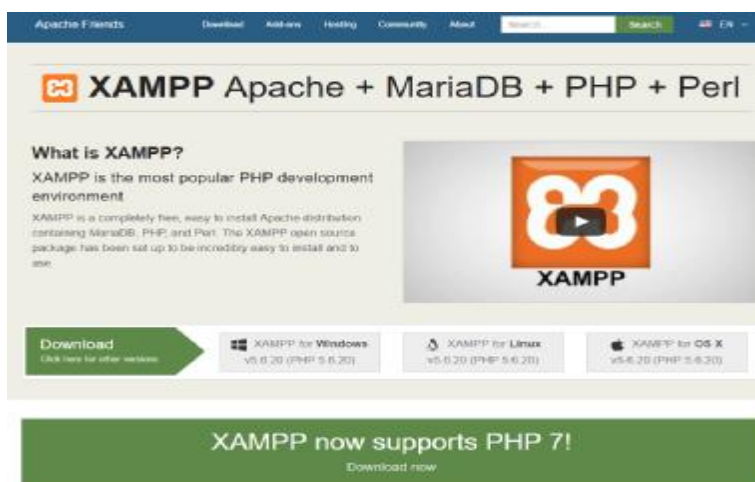 Apache Friends
Download Add-ons Hosting Community About Search... Search EN
XAMPP Apache + MariaDB + PHP + Perl
What is XAMPP?
XAMPP is the most popular PHP development
environment
XAMPP is a completely free, easy to install Apache distribution
containing MariaDB, PHP, and Perl. The XAMPP open source
package has been set up to be incredibly easy to install and to
use.
XAMPP
Download
Click here for other versions
XAMPP for Windows
v5.6.20 (PHP 5.6.20)
XAMPP for Linux
v5.6.20 (PHP 5.6.20)
XAMPP for OS X
v5.6.20 (PHP 5.6.20)
XAMPP now supports PHP 7!
Download now